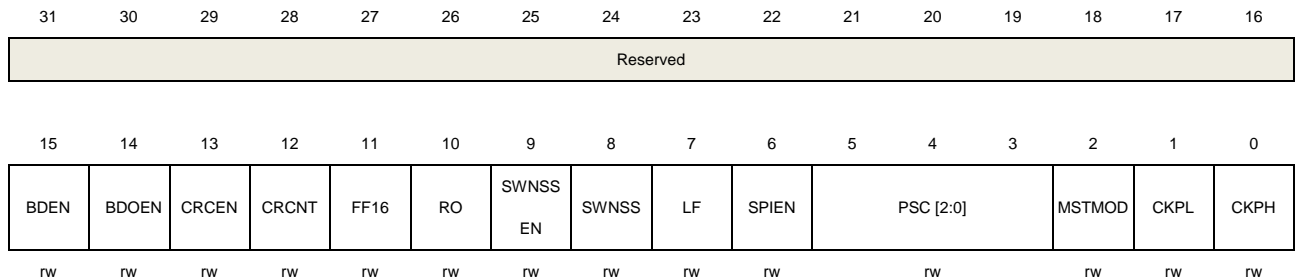 31 30 29 28 27 26 25 24 23 22 21 20 19 18 17 16
Reserved
15 14 13 12 11 10 9 8 7 6 5 4 3 2 1 0
BDEN BDOEN CRCEN CRCNT FF16 RO SWNSS EN SWNSS LF SPIEN PSC [2:0] MSTMOD CKPL CKPH
rw rw rw rw rw rw rw rw rw rw rw rw rw rw